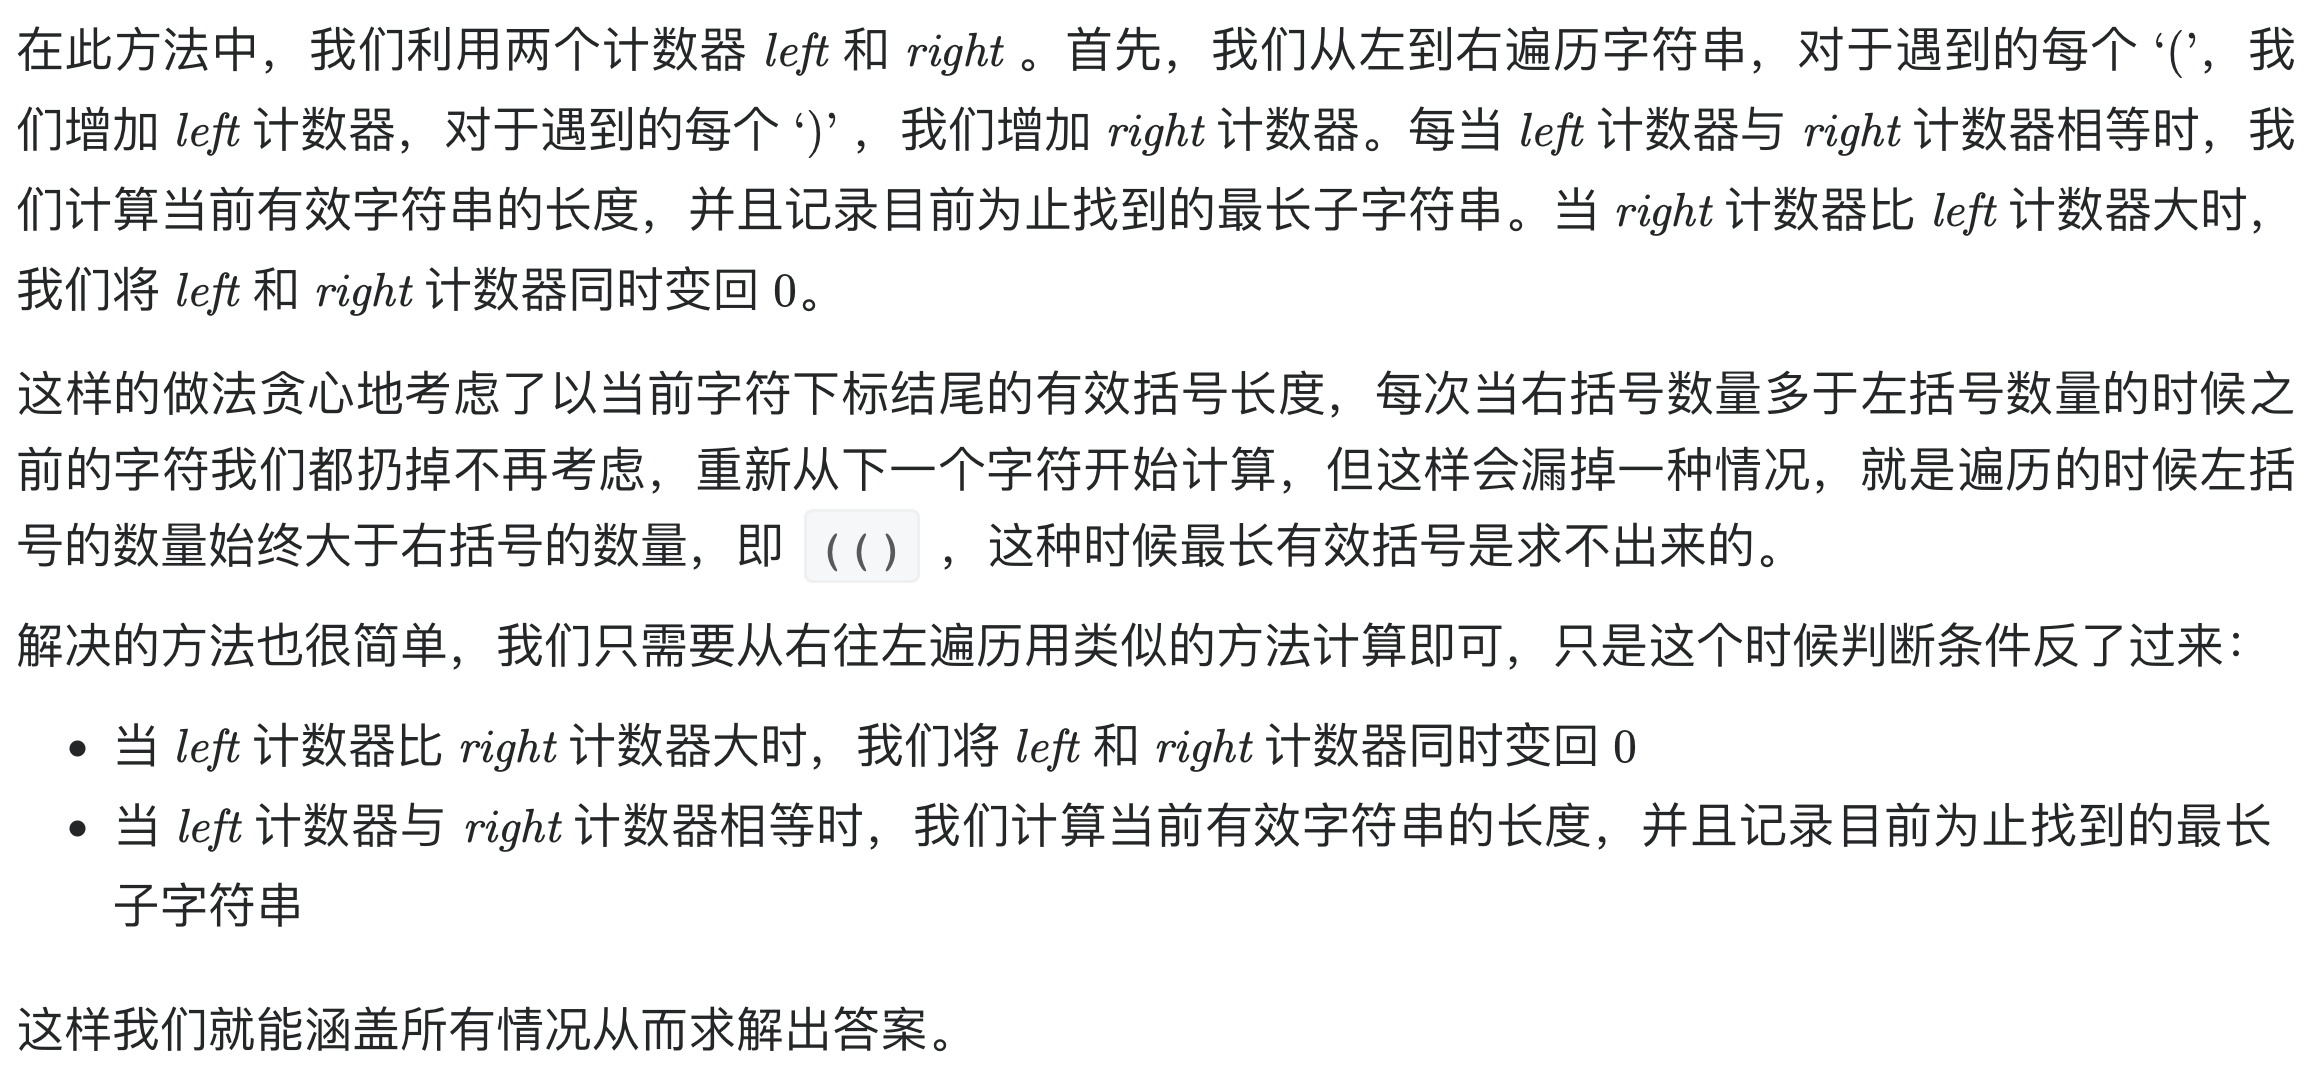 在此方法中，我们利用两个计数器 left 和 right 。首先，我们从左到右遍历字符串，对于遇到的每个 ‘(’，我
们增加 left 计数器，对于遇到的每个 ‘)’ ，我们增加 right 计数器。每当 left 计数器与 right 计数器相等时，我
们计算当前有效字符串的长度，并且记录目前为止找到的最长子字符串。当 right 计数器比 left 计数器大时，
我们将 left 和 right 计数器同时变回 0。
这样的做法贪心地考虑了以当前字符下标结尾的有效括号长度，每次当右括号数量多于左括号数量的时候之
前的字符我们都扔掉不再考虑，重新从下一个字符开始计算，但这样会漏掉一种情况，就是遍历的时候左括
号的数量始终大于右括号的数量，即 (() ，这种时候最长有效括号是求不出来的。
解决的方法也很简单，我们只需要从右往左遍历用类似的方法计算即可，只是这个时候判断条件反了过来：
• 当 left 计数器比 right 计数器大时，我们将 left 和 right 计数器同时变回 0
• 当 left 计数器与 right 计数器相等时，我们计算当前有效字符串的长度，并且记录目前为止找到的最长
子字符串
这样我们就能涵盖所有情况从而求解出答案。